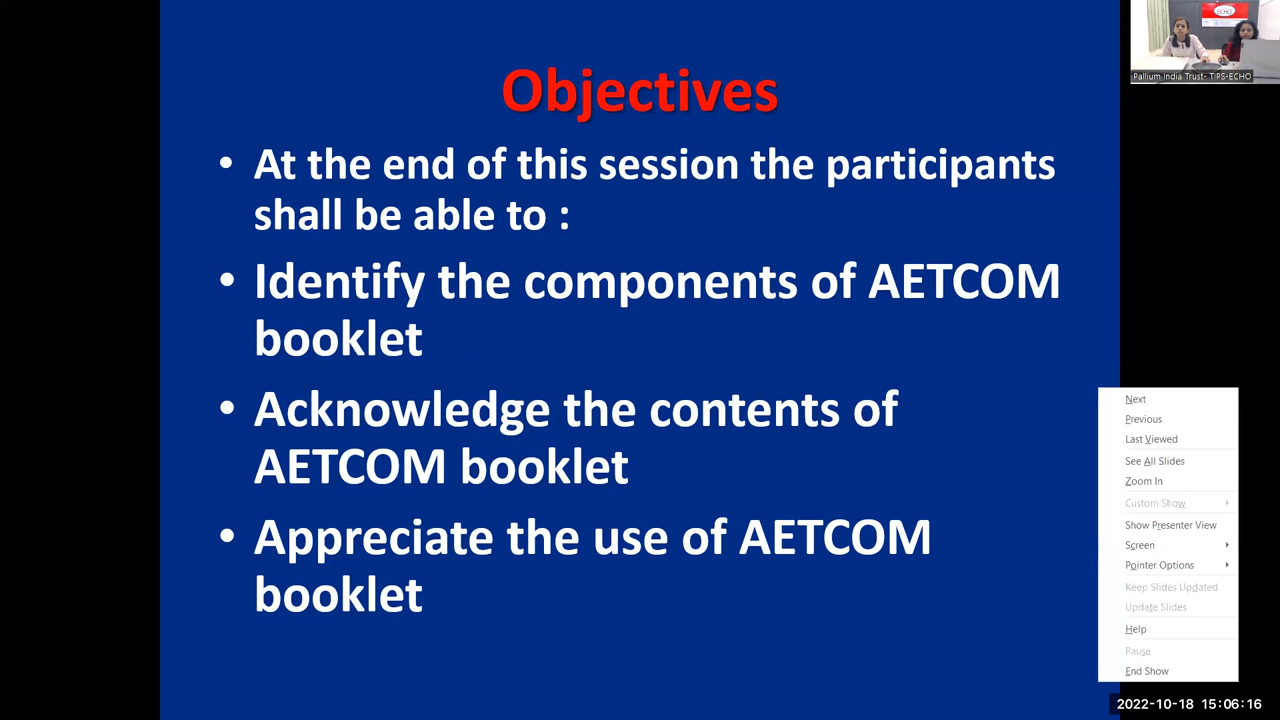 ECHO
Pallium India Trust- TIPS-ECHO
Objectives
• At the end of this session the participants
shall be able to :
• Identify the components of AETCOM
booklet
• Acknowledge the contents of
AETCOM booklet
• Appreciate the use of AETCOM
booklet
Next
Previous
Last Viewed
See All Slides
Zoom In
Custom Show
Show Presenter View
Screen
Pointer Options
Keep Slides Updated
Update Slides
Help
Pause
End Show
2022-10-18 15:06:16